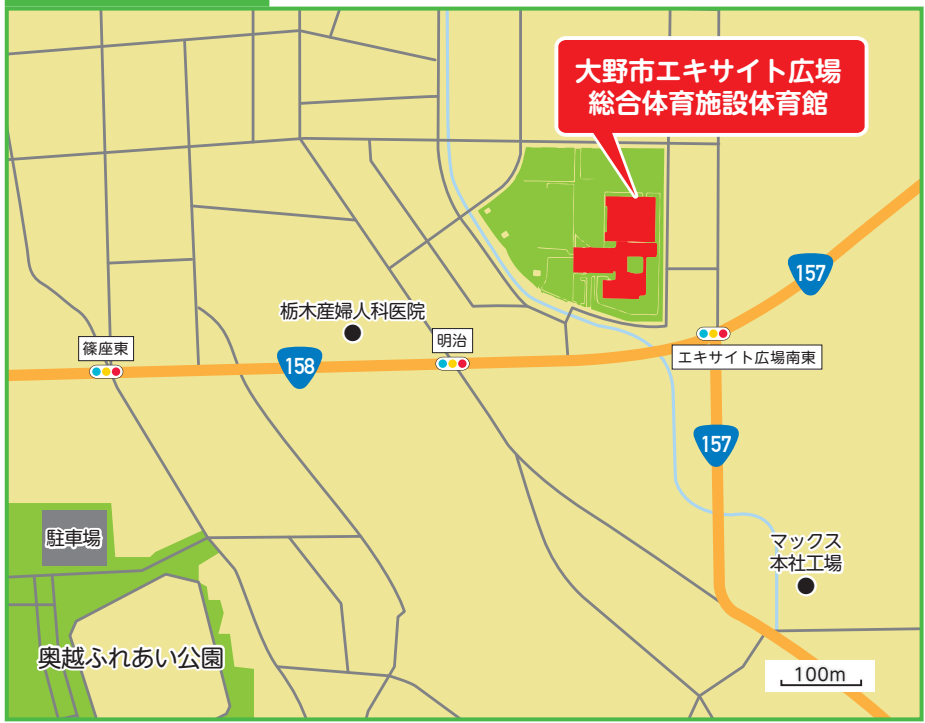 大野市エキサイト広場
総合体育施設体育館
157
栃木産婦人科医院
篠座東
明治
158
エキサイト広場南東
157
駐車場
マックス
本社工場
奥越ふれあい公園
100m